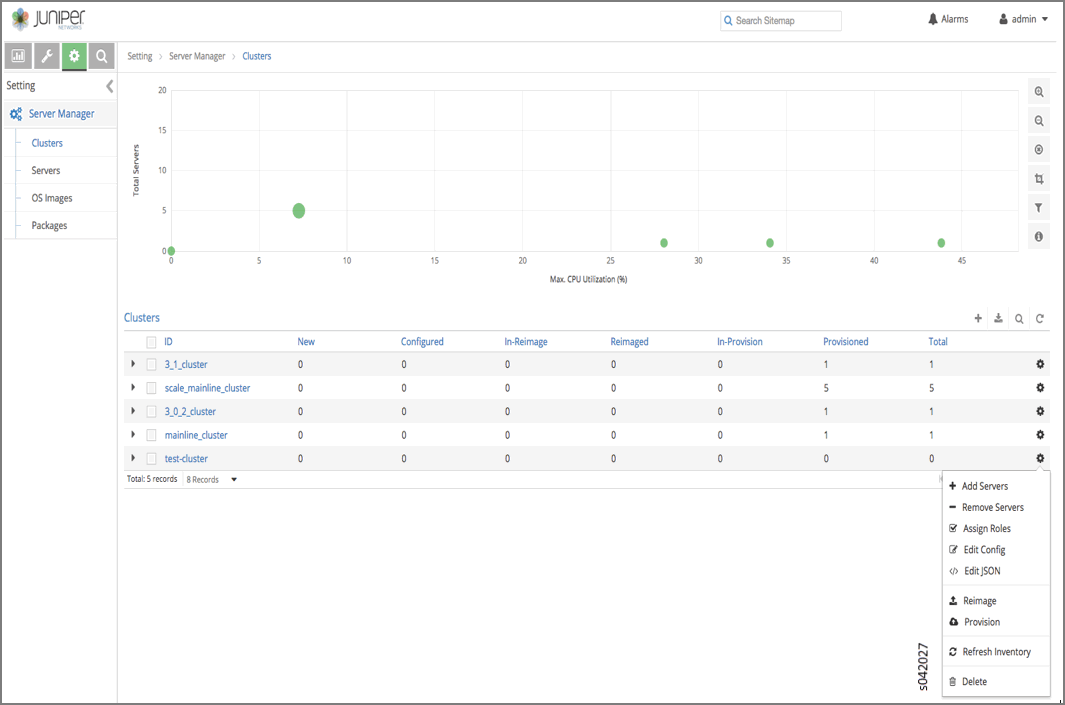 JUNIPER
NETWORKS
Search Sitemap
Alarms
admin
Setting > Server Manager > Clusters
Setting
Server Manager
Clusters
Servers
OS Images
Packages
Total Servers
20
15
10
5
0
0 5 10 15 20 25 30 35 40 45
Max. CPU Utilization (%)
Clusters
ID New Configured In-Reimage Reimaged In-Provision Provisioned Total
3_1_cluster 0 0 0 0 0 1 1
scale_mainline_cluster 0 0 0 0 0 5 5
3_0_2_cluster 0 0 0 0 0 1 1
mainline_cluster 0 0 0 0 0 1 1
test-cluster 0 0 0 0 0 0 0
Total: 5 records 8 Records
Add Servers
Remove Servers
Assign Roles
Edit Config
Edit JSON
Reimage
Provision
Refresh Inventory
Delete
s042027